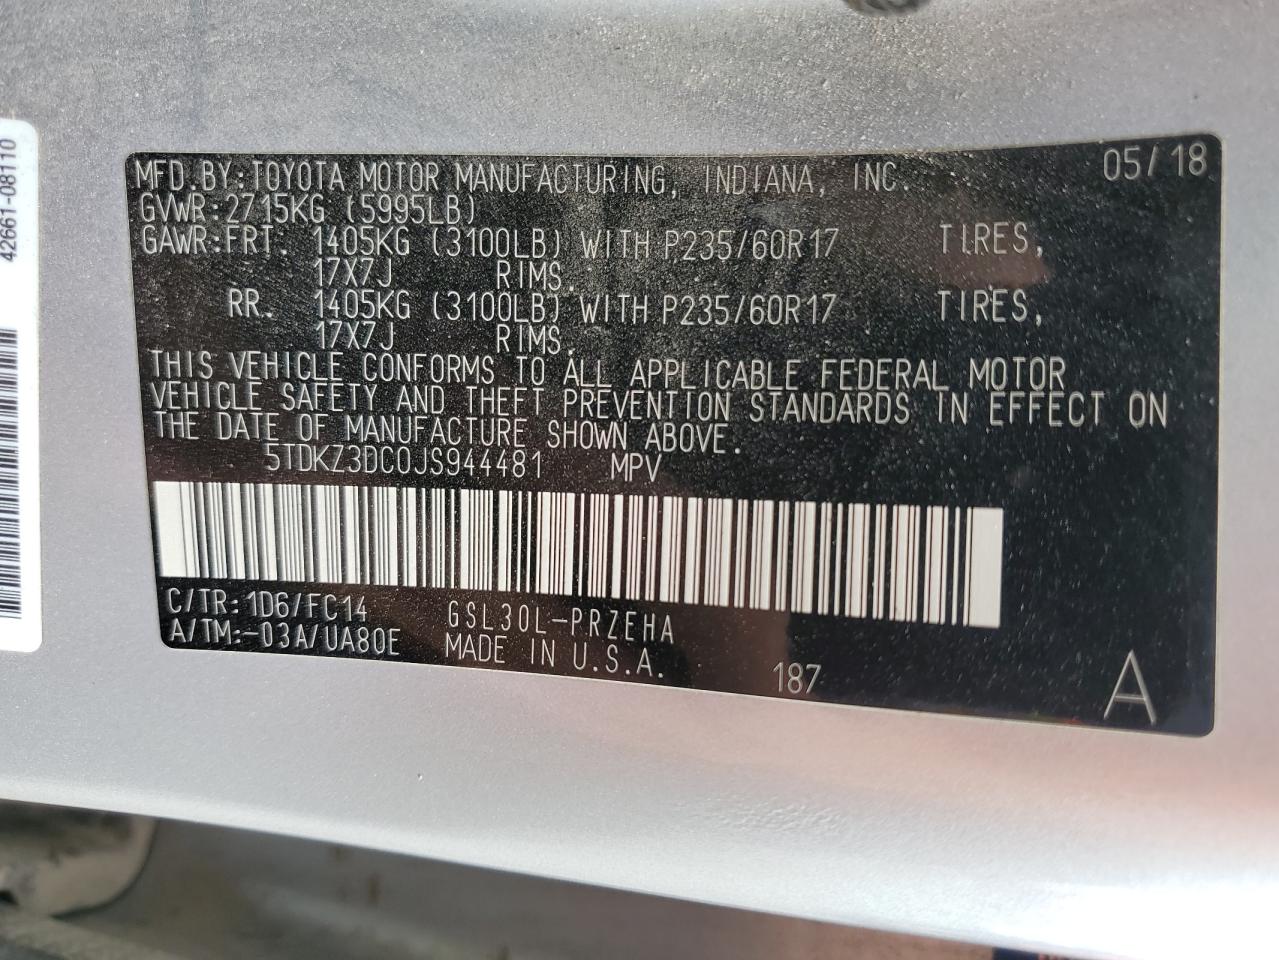 42661-08110
MFD.BY:TOYOTA MOTOR MANUFACTURING, INDIANA, INC. 05/18
GVWR:2715KG (5995LB)
GAWR:FRT. 1405KG (3100LB) WITH P235/60R17 TIRES,
17X7J RIMS.
RR. 1405KG (3100LB) WITH P235/60R17 TIRES,
17X7J RIMS.
THIS VEHICLE CONFORMS TO ALL APPLICABLE FEDERAL MOTOR
VEHICLE SAFETY AND THEFT PREVENTION STANDARDS IN EFFECT ON
THE DATE OF MANUFACTURE SHOWN ABOVE.
5TDKZ3DC0JS944481 MPV
C/TR:1D6/FC14 GSL30L-PRZEHA
A/TM:-03A/UA80E MADE IN U.S.A. 187 A